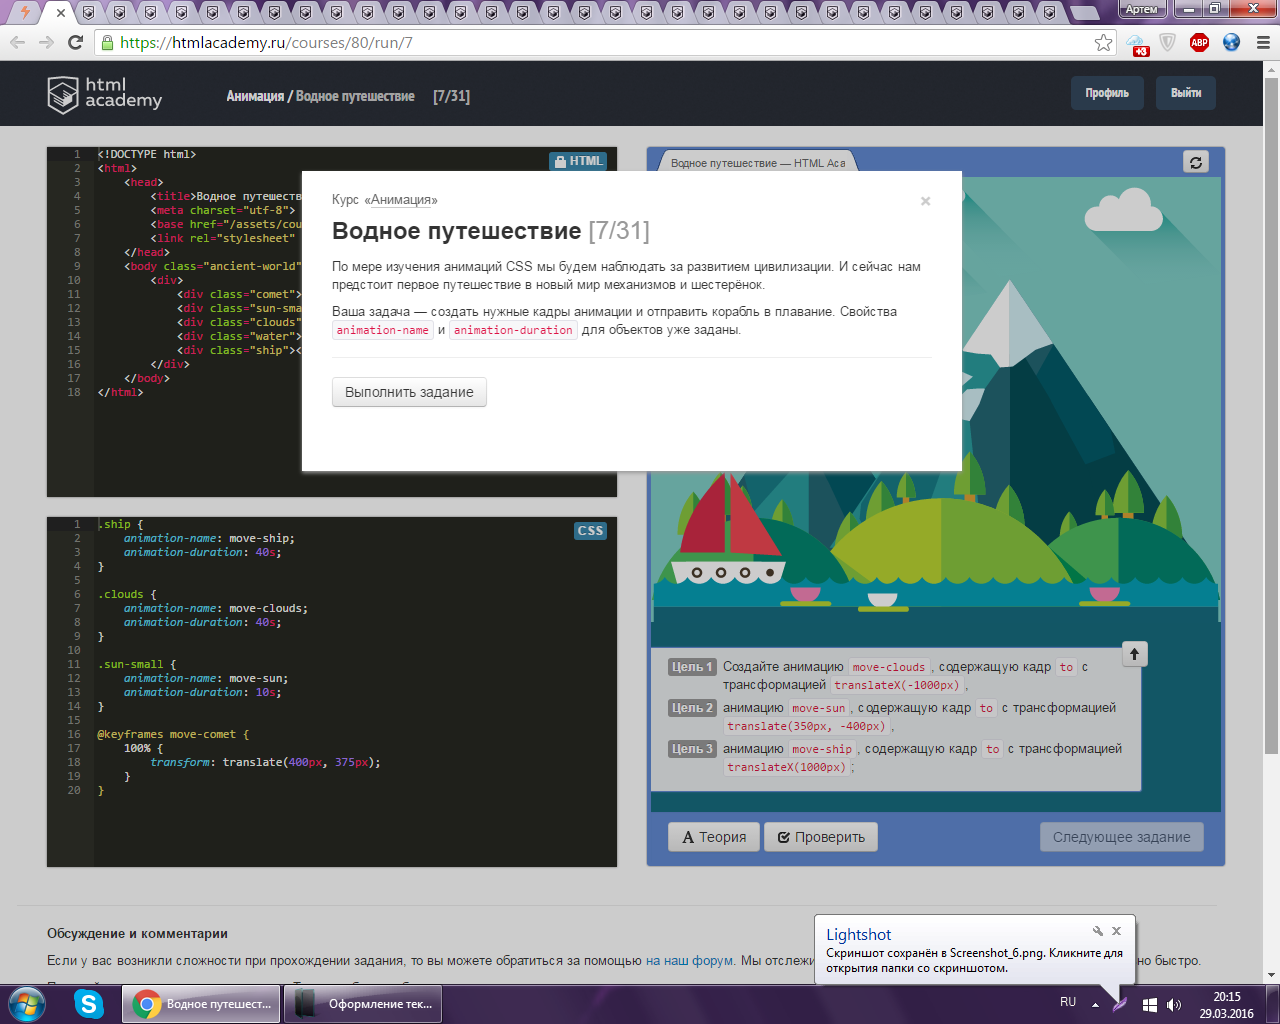 Артем
https://htmlacademy.ru/courses/80/run/7
+3
ABP
html
academy
Анимация / Водное путешествие [7/31]
Профиль
Выйти
HTML
1 <!DOCTYPE html>
2 <html>
3 <head>
4 <title>Водное путешеств
5 <meta charset="utf-8">
6 <base href="/assets/cou
7 <link rel="stylesheet"
8 </head>
9 <body class="ancient-world"
10 <div>
11 <div class="comet">
12 <div class="sun-sma
13 <div class="clouds"
14 <div class="water">
15 <div class="ship"><
16 </div>
17 </body>
18 </html>
Водное путешествие — HTML Aca
Курс «Анимация»
×
Водное путешествие [7/31]
По мере изучения анимаций CSS мы будем наблюдать за развитием цивилизации. И сейчас нам
предстоит первое путешествие в новый мир механизмов и шестерёнок.
Ваша задача — создать нужные кадры анимации и отправить корабль в плавание. Свойства
animation-name и animation-duration для объектов уже заданы.
Выполнить задание
CSS
1 .ship {
2 animation-name: move-ship;
3 animation-duration: 40s;
4 }
5
6 .clouds {
7 animation-name: move-clouds;
8 animation-duration: 40s;
9 }
10
11 .sun-small {
12 animation-name: move-sun;
13 animation-duration: 10s;
14 }
15
16 @keyframes move-comet {
17 100% {
18 transform: translate(400px, 375px);
19 }
20 }
Цель 1 Создайте анимацию move-clouds, содержащую кадр to с
трансформацией translateX(-1000px),
Цель 2 анимацию move-sun, содержащую кадр to с трансформацией
translate(350px, -400px),
Цель 3 анимацию move-ship, содержащую кадр to с трансформацией
translateX(1000px);
Теория
Проверить
Следующее задание
Обсуждение и комментарии
Если у вас возникли сложности при прохождении задания, то вы можете обратиться за помощью на наш форум. Мы отслежи
но быстро.
Lightshot
Скриншот сохранён в Screenshot_6.png. Кликните для
открытия папки со скриншотом.
Водное путешест...
Оформление тек...
RU
20:15
29.03.2016